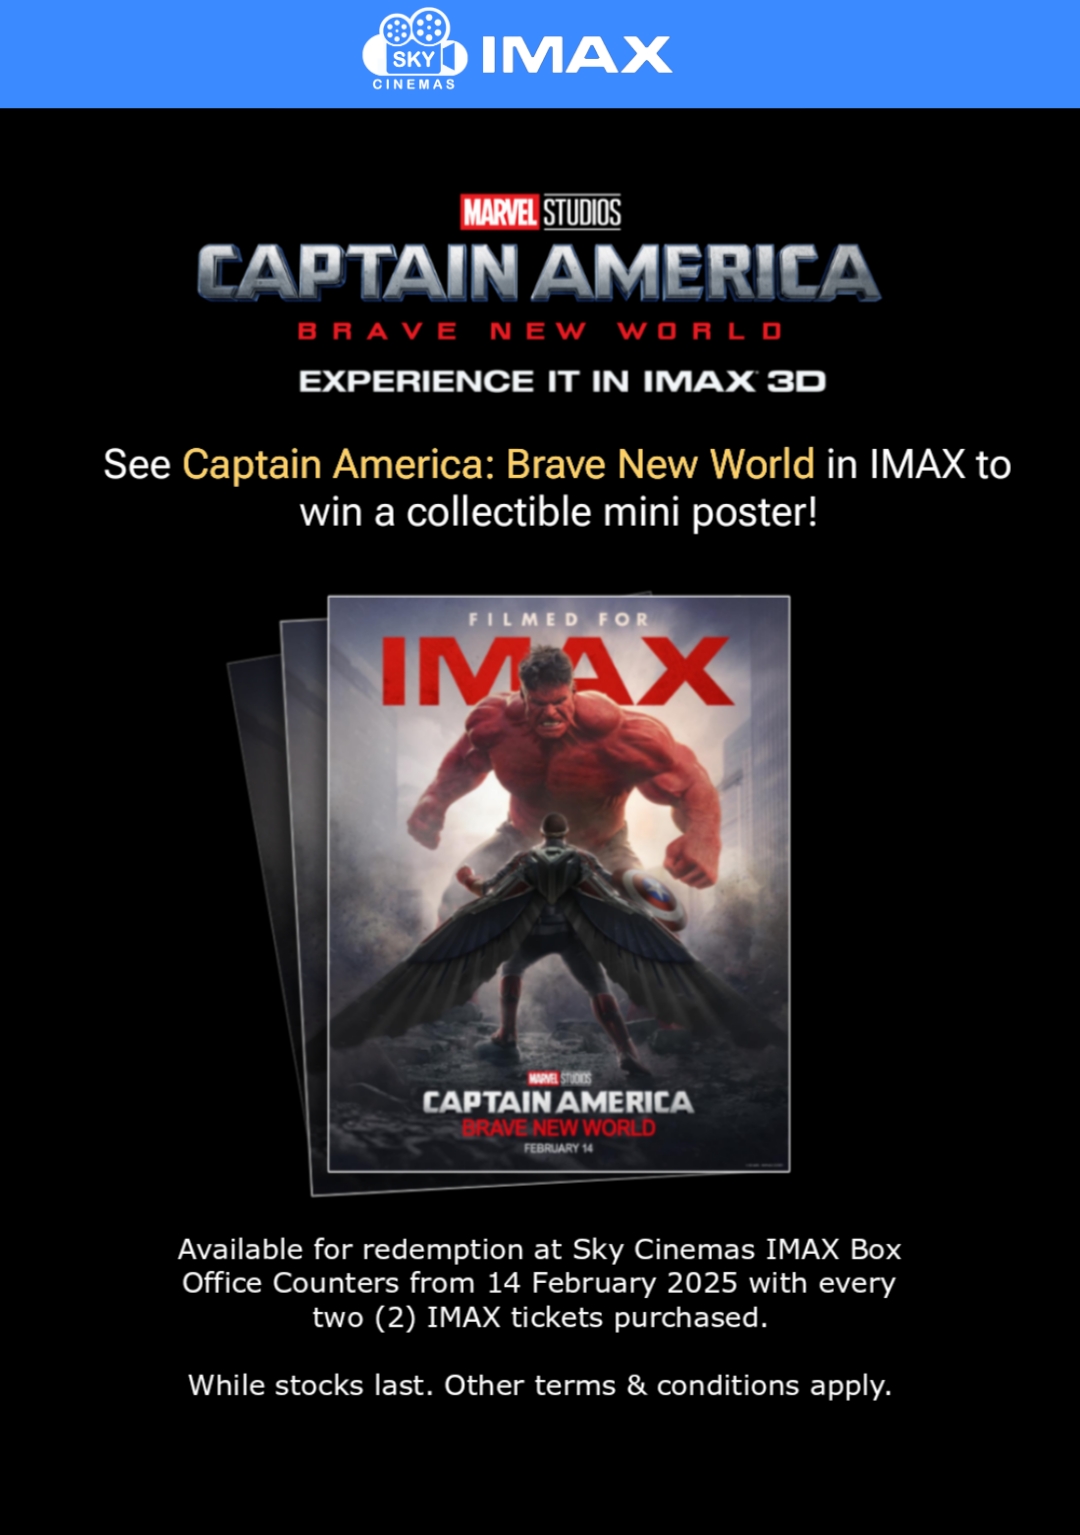 SKY
CINEMAS
IMAX
MARVEL STUDIOS
CAPTAIN AMERICA
BRAVE NEW WORLD
EXPERIENCE IT IN IMAX 3D
See Captain America: Brave New World in IMAX to
win a collectible mini poster!
FILMED FOR
IMAX
MARVEL STUDIOS
CAPTAIN AMERICA
BRAVE NEW WORLD
FEBRUARY 14
Available for redemption at Sky Cinemas IMAX Box
Office Counters from 14 February 2025 with every
two (2) IMAX tickets purchased.
While stocks last. Other terms & conditions apply.